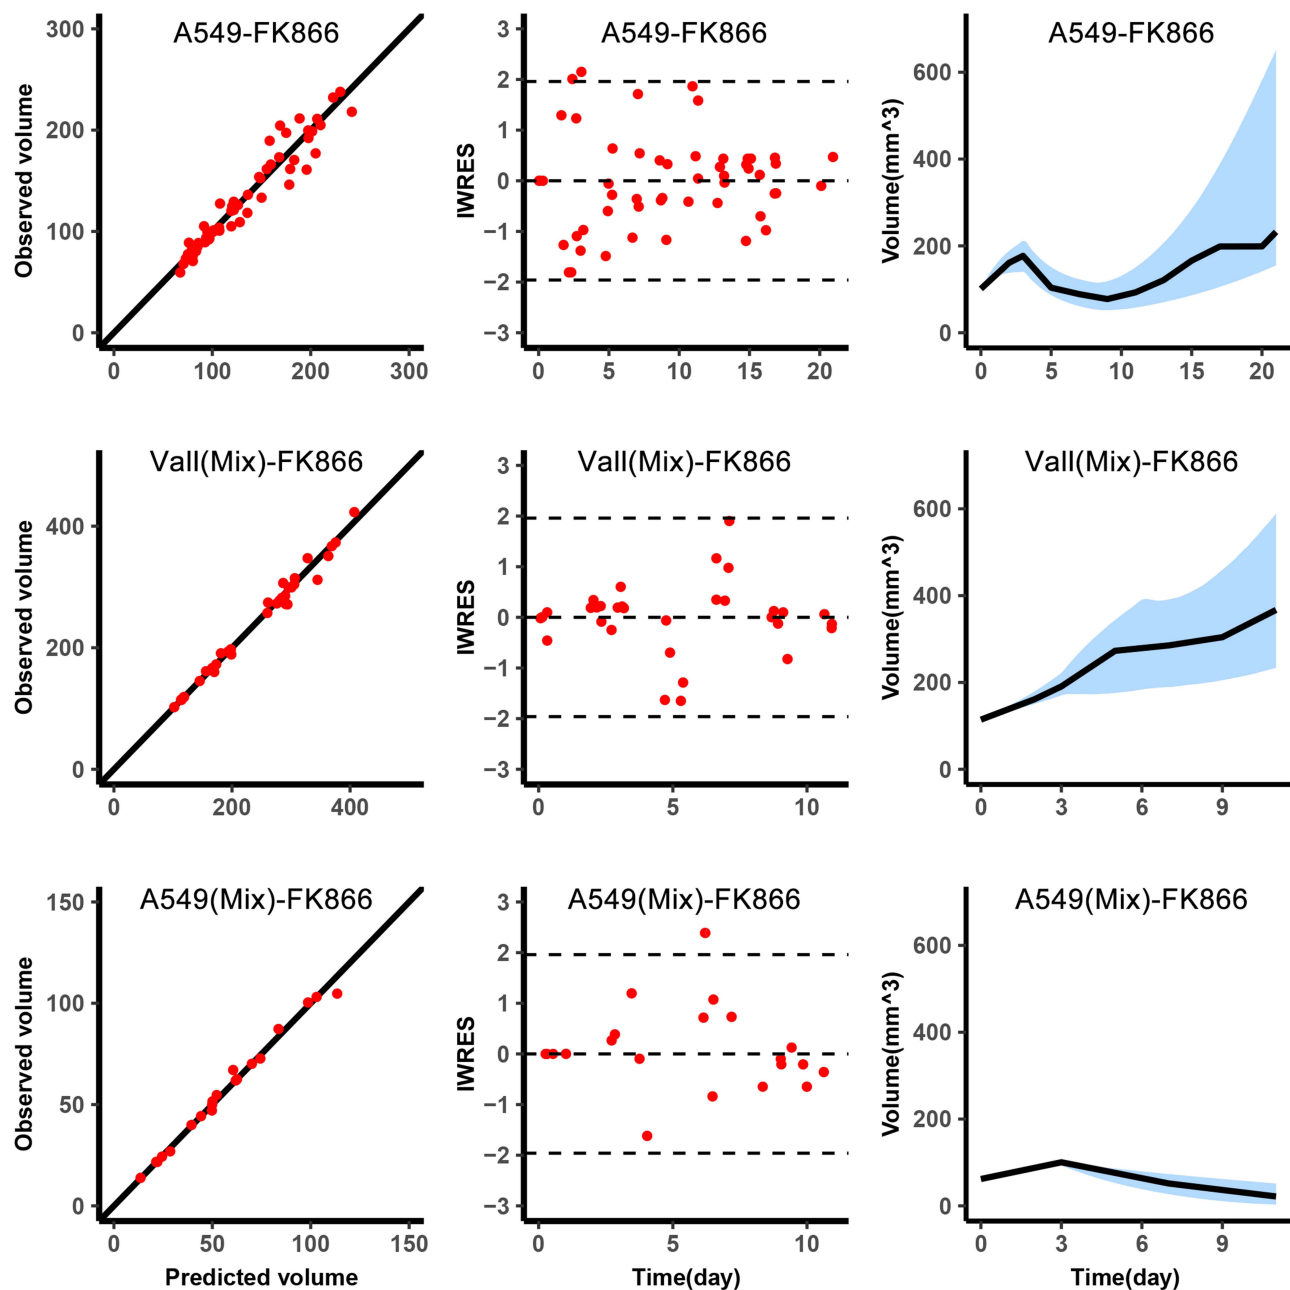 A549-FK866
Observed volume
300
200
100
0
0 100 200 300
A549-FK866
IWRES
3
2
1
0
−1
−2
−3
0 5 10 15 20
A549-FK866
Volume(mm^3)
600
400
200
0
0 5 10 15 20
Vall(Mix)-FK866
Observed volume
400
200
0
0 200 400
Vall(Mix)-FK866
IWRES
3
2
1
0
−1
−2
−3
0 5 10
Vall(Mix)-FK866
Volume(mm^3)
600
400
200
0
0 3 6 9
A549(Mix)-FK866
Observed volume
150
100
50
0
0 50 100 150
Predicted volume
A549(Mix)-FK866
IWRES
3
2
1
0
−1
−2
−3
0 5 10
Time(day)
A549(Mix)-FK866
Volume(mm^3)
600
400
200
0
0 3 6 9
Time(day)